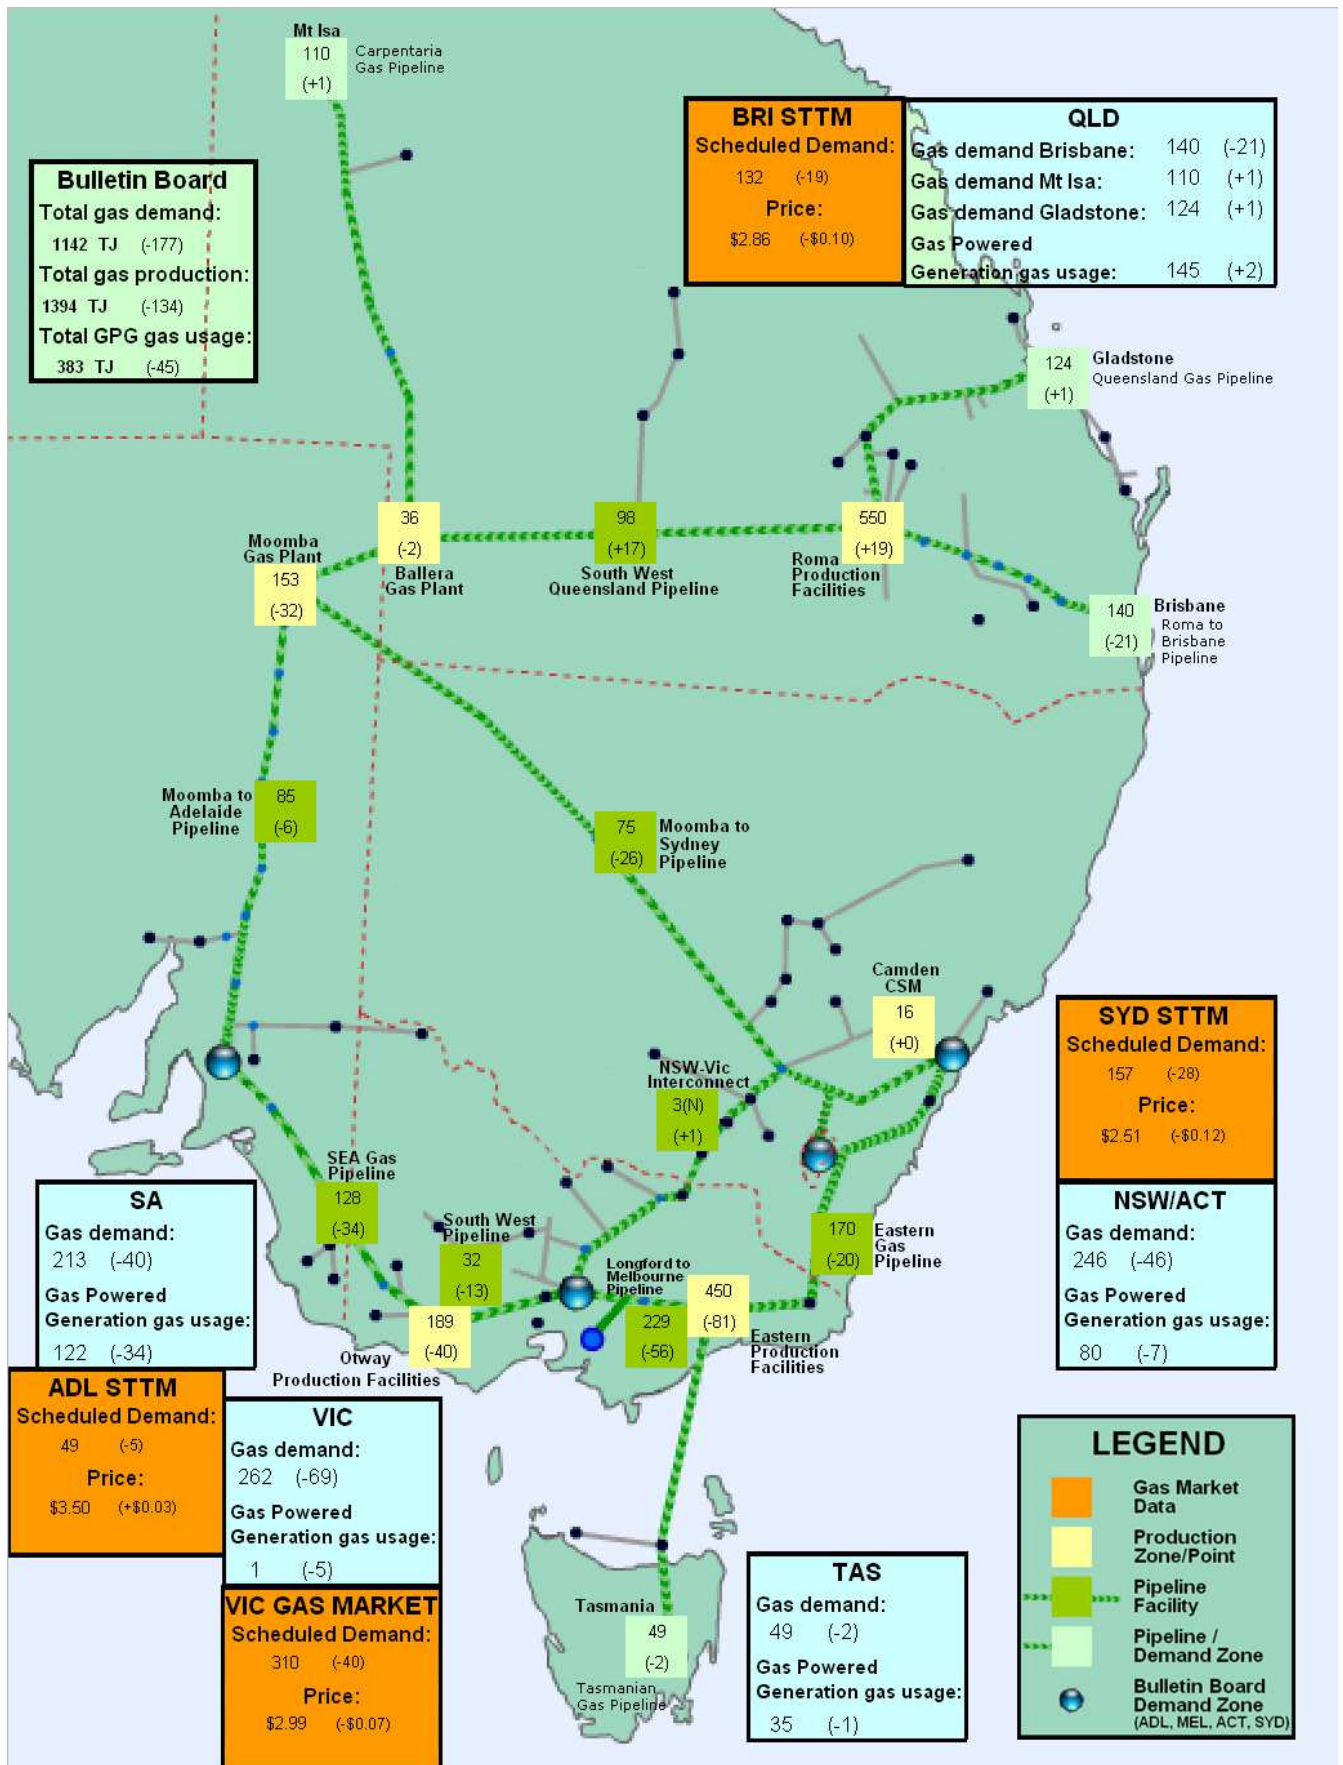 Mt Isa
110
(+1)
Carpentaria
Gas Pipeline
Bulletin Board
Total gas demand:
1142 TJ (-177)
Total gas production:
1394 TJ (-134)
Total GPG gas usage:
383 TJ (-45)
BRI STTM
Scheduled Demand:
132 (-19)
Price:
$2.86 (-$0.10)
QLD
Gas demand Brisbane: 140 (-21)
Gas demand Mt Isa: 110 (+1)
Gas demand Gladstone: 124 (+1)
Gas Powered
Generation gas usage: 145 (+2)
124
(+1)
Gladstone
Queensland Gas Pipeline
Moomba
Gas Plant
153
(-32)
36
(-2)
Ballera
Gas Plant
98
(+17)
South West
Queensland Pipeline
550
(+19)
Roma
Production
Facilities
140
(-21)
Brisbane
Roma to
Brisbane
Pipeline
Moomba to
Adelaide
Pipeline
85
(-6)
75
(-26)
Moomba to
Sydney
Pipeline
Camden
CSM
16
(+0)
NSW-Vic
Interconnect
3(N)
(+1)
SYD STTM
Scheduled Demand:
157 (-28)
Price:
$2.51 (-$0.12)
NSW/ACT
Gas demand:
246 (-46)
Gas Powered
Generation gas usage:
80 (-7)
SEA Gas
Pipeline
128
(-34)
South West
Pipeline
32
(-13)
Longford to
Melbourne
Pipeline
229
(-56)
450
(-81)
Eastern
Production
Facilities
170
(-20)
Eastern
Gas
Pipeline
189
(-40)
Otway
Production Facilities
SA
Gas demand:
213 (-40)
Gas Powered
Generation gas usage:
122 (-34)
ADL STTM
Scheduled Demand:
49 (-5)
Price:
$3.50 (+$0.03)
VIC
Gas demand:
262 (-69)
Gas Powered
Generation gas usage:
1 (-5)
VIC GAS MARKET
Scheduled Demand:
310 (-40)
Price:
$2.99 (-$0.07)
Tasmania
49
(-2)
Tasmanian
Gas Pipeline
TAS
Gas demand:
49 (-2)
Gas Powered
Generation gas usage:
35 (-1)
LEGEND
Gas Market
Data
Production
Zone/Point
Pipeline
Facility
Pipeline /
Demand Zone
Bulletin Board
Demand Zone
(ADL, MEL, ACT, SYD)